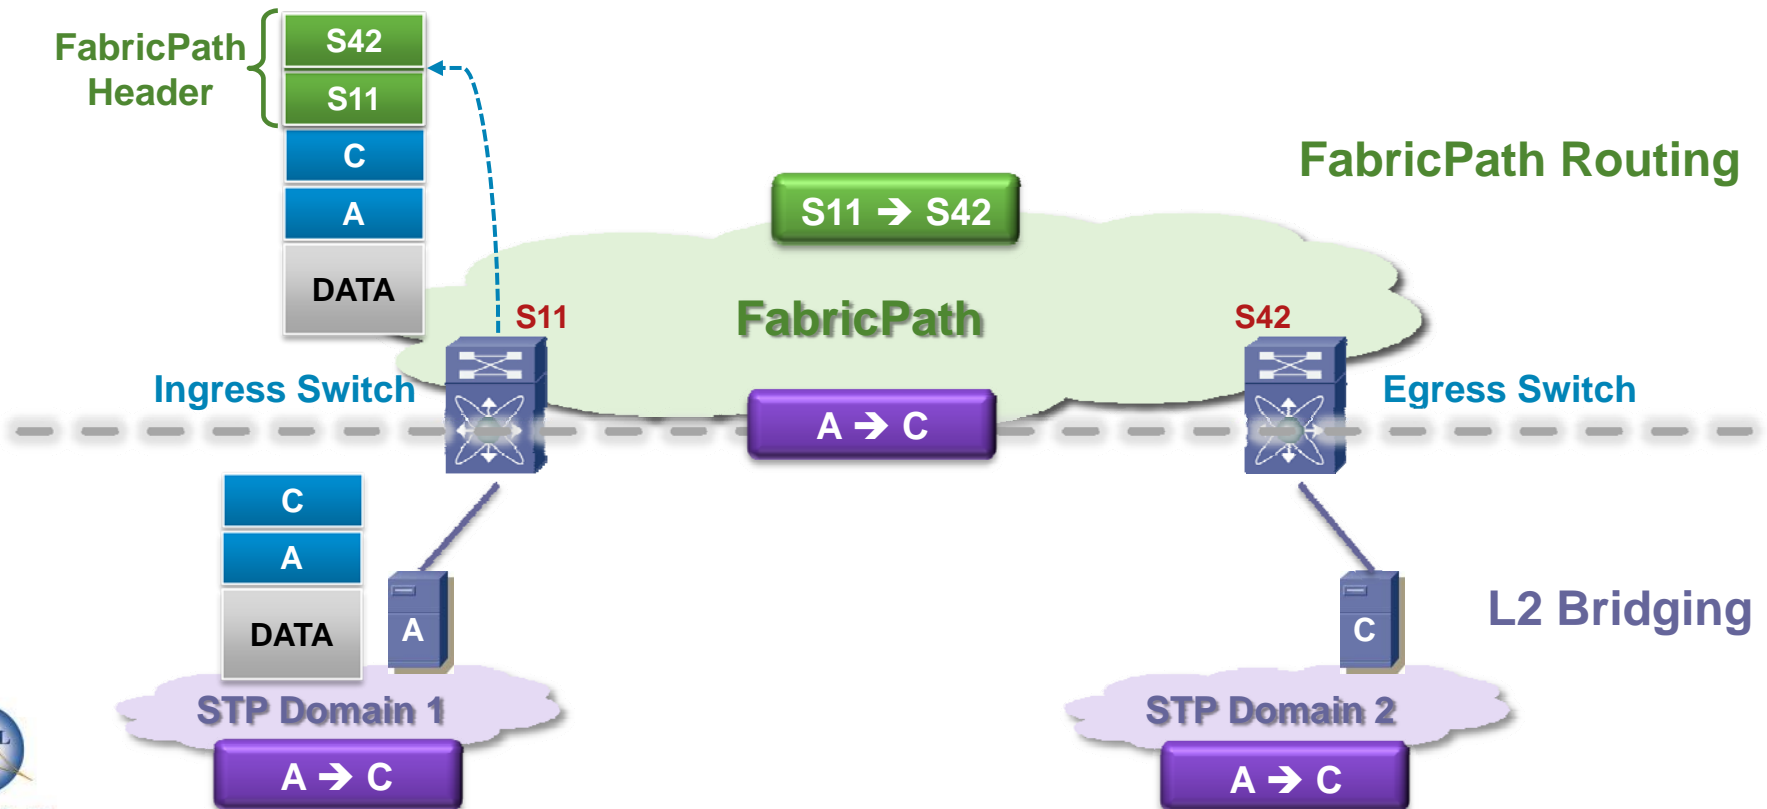 FabricPath
Header
S42
S11
C
A
DATA
FabricPath Routing
S11 ➔ S42
FabricPath
S11
S42
Ingress Switch
Egress Switch
A ➔ C
C
A
DATA
A
C
L2 Bridging
STP Domain 1
STP Domain 2
A ➔ C
A ➔ C